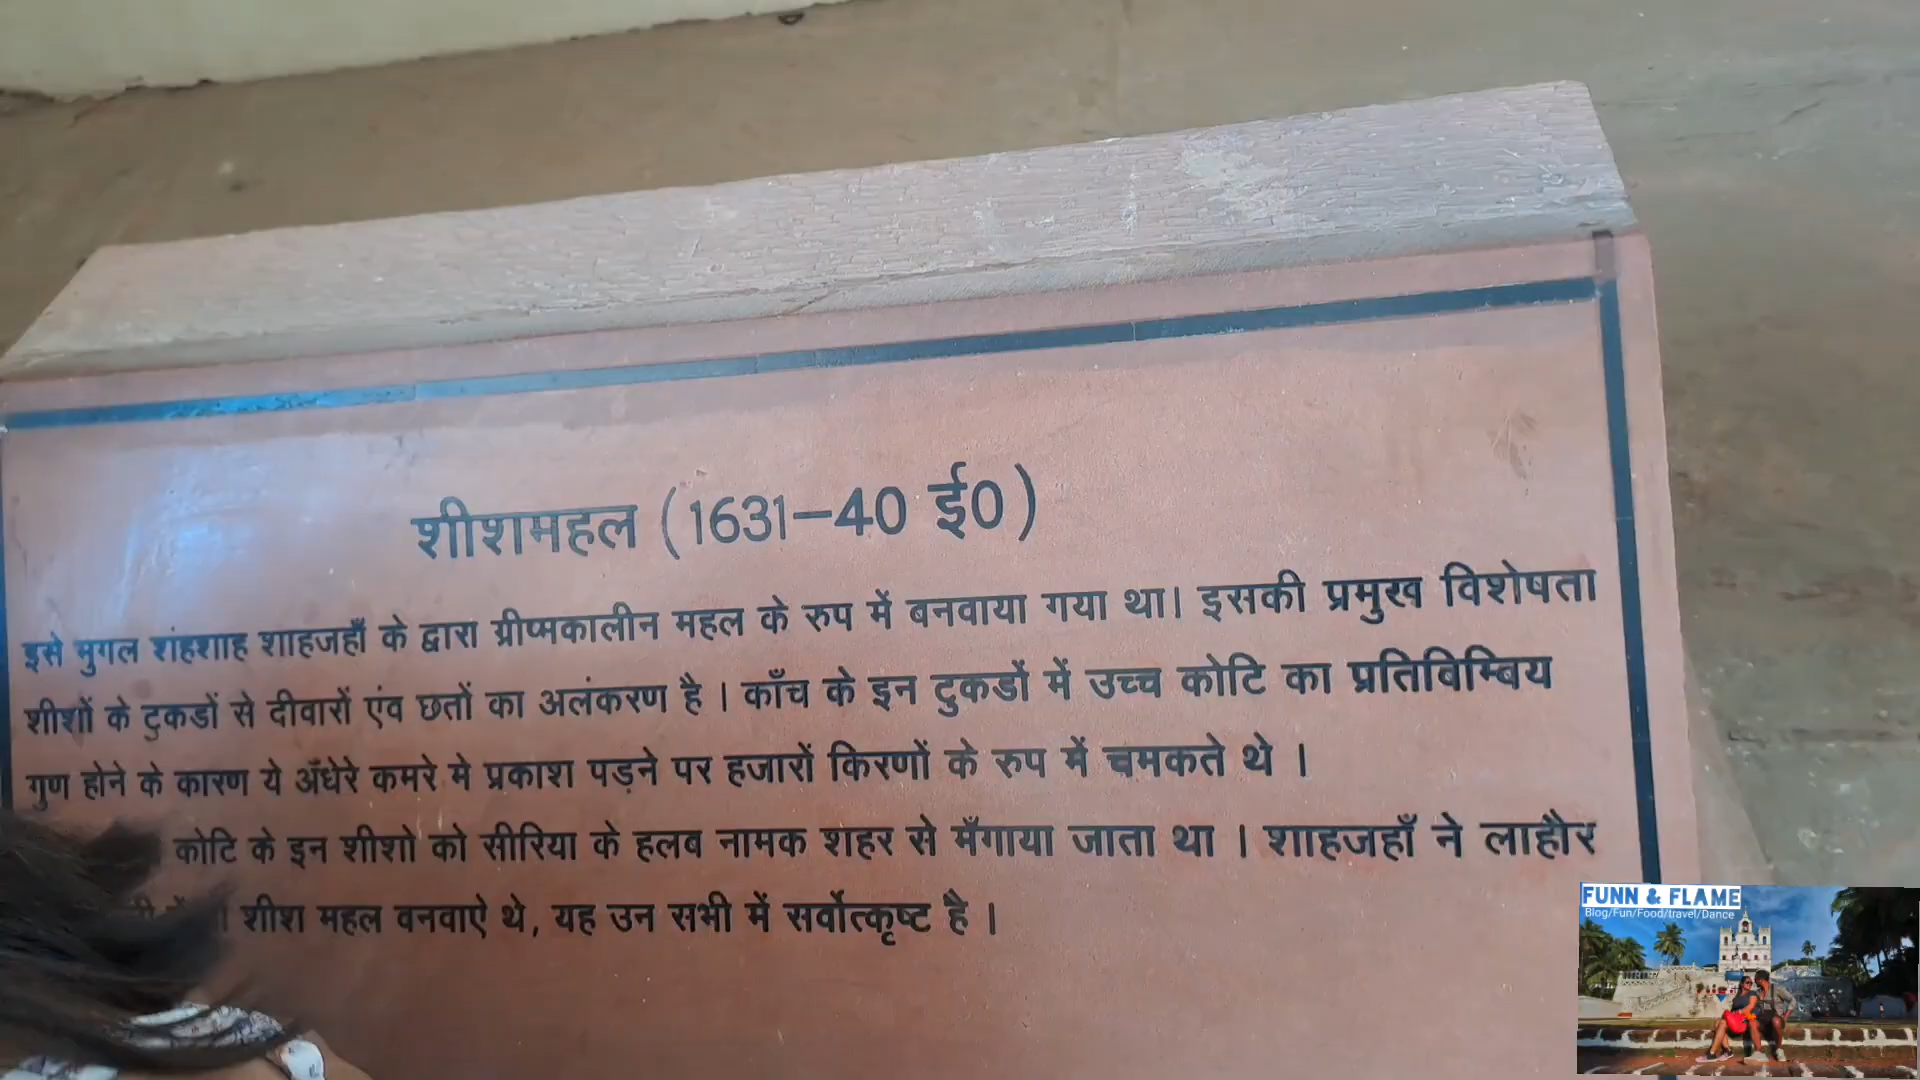 शीशमहल (1631-40 ई0)
इसे मुगल शंहशाह शाहजहाँ के द्वारा ग्रीष्मकालीन महल के रुप में बनवाया गया था। इसकी प्रमुख विशेषता
शीशों के टुकडों से दीवारों एंव छतों का अलंकरण है । काँच के इन टुकडों में उच्च कोटि का प्रतिविम्बिय
गुण होने के कारण ये अँधेरे कमरे मे प्रकाश पड़ने पर हजारों किरणों के रुप में चमकते थे ।
कोटि के इन शीशो को सीरिया के हलब नामक शहर से मँगाया जाता था । शाहजहाँ ने लाहौर
शीश महल वनवाऐ थे, यह उन सभी में सर्वोत्कृष्ट है ।
FUNN & FLAME
Blog/Fun/Food/travel/Dance